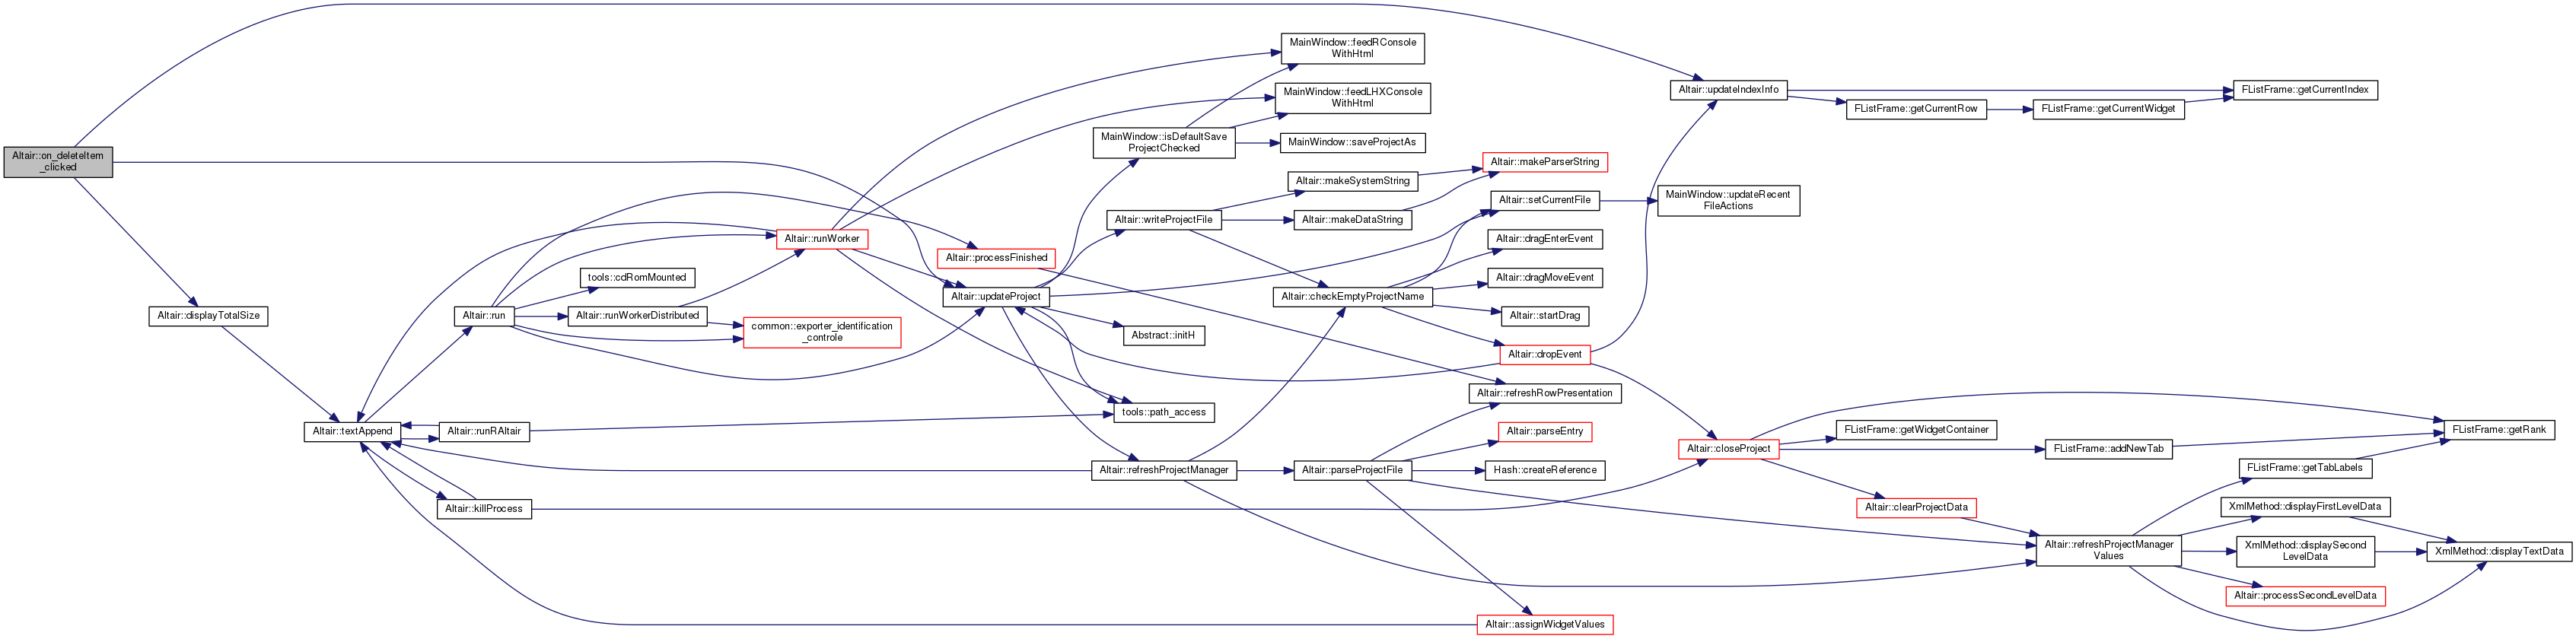 Altair::on_deleteItem
_clicked
Altair::displayTotalSize
Altair::textAppend
Altair::run
Altair::runRAltair
Altair::killProcess
tools::cdRomMounted
Altair::runWorkerDistributed
common::exporter_identification
_controle
Altair::runWorker
Altair::processFinished
Altair::updateProject
MainWindow::isDefaultSave
ProjectChecked
Altair::writeProjectFile
Abstract::initH
tools::path_access
Altair::refreshProjectManager
MainWindow::feedRConsole
WithHtml
MainWindow::feedLHXConsole
WithHtml
MainWindow::saveProjectAs
Altair::makeSystemString
Altair::makeDataString
Altair::checkEmptyProjectName
Altair::parseProjectFile
Altair::makeParserString
Altair::setCurrentFile
Altair::dragEnterEvent
Altair::dragMoveEvent
Altair::startDrag
Altair::dropEvent
Altair::refreshRowPresentation
Altair::parseEntry
Hash::createReference
Altair::assignWidgetValues
Altair::updateIndexInfo
MainWindow::updateRecent
FileActions
Altair::closeProject
FListFrame::getCurrentRow
FListFrame::getWidgetContainer
Altair::clearProjectData
FListFrame::getCurrentWidget
FListFrame::addNewTab
Altair::refreshProjectManager
Values
FListFrame::getCurrentIndex
FListFrame::getTabLabels
XmlMethod::displayFirstLevelData
XmlMethod::displaySecond
LevelData
Altair::processSecondLevelData
FListFrame::getRank
XmlMethod::displayTextData